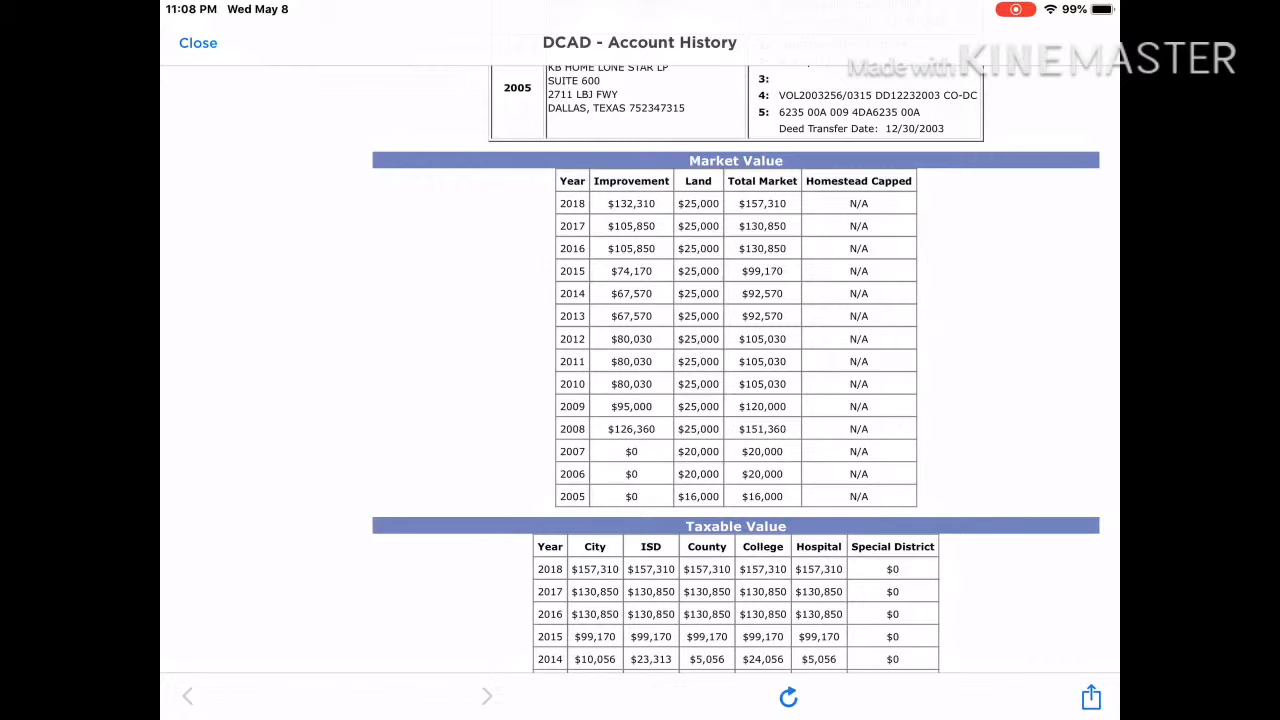 11:08 PM Wed May 8
99%
Close
DCAD - Account History
Made with KINEMASTER
2005
KB HOME LONE STAR LP
SUITE 600
2711 LBJ FWY
DALLAS, TEXAS 752347315
3:
4: VOL2003256/0315 DD12232003 CO-DC
5: 6235 00A 009 4DA6235 00A
Deed Transfer Date: 12/30/2003
Market Value
Year Improvement Land Total Market Homestead Capped
2018 $132,310 $25,000 $157,310 N/A
2017 $105,850 $25,000 $130,850 N/A
2016 $105,850 $25,000 $130,850 N/A
2015 $74,170 $25,000 $99,170 N/A
2014 $67,570 $25,000 $92,570 N/A
2013 $67,570 $25,000 $92,570 N/A
2012 $80,030 $25,000 $105,030 N/A
2011 $80,030 $25,000 $105,030 N/A
2010 $80,030 $25,000 $105,030 N/A
2009 $95,000 $25,000 $120,000 N/A
2008 $126,360 $25,000 $151,360 N/A
2007 $0 $20,000 $20,000 N/A
2006 $0 $20,000 $20,000 N/A
2005 $0 $16,000 $16,000 N/A
Taxable Value
Year City ISD County College Hospital Special District
2018 $157,310 $157,310 $157,310 $157,310 $157,310 $0
2017 $130,850 $130,850 $130,850 $130,850 $130,850 $0
2016 $130,850 $130,850 $130,850 $130,850 $130,850 $0
2015 $99,170 $99,170 $99,170 $99,170 $99,170 $0
2014 $10,056 $23,313 $5,056 $24,056 $5,056 $0